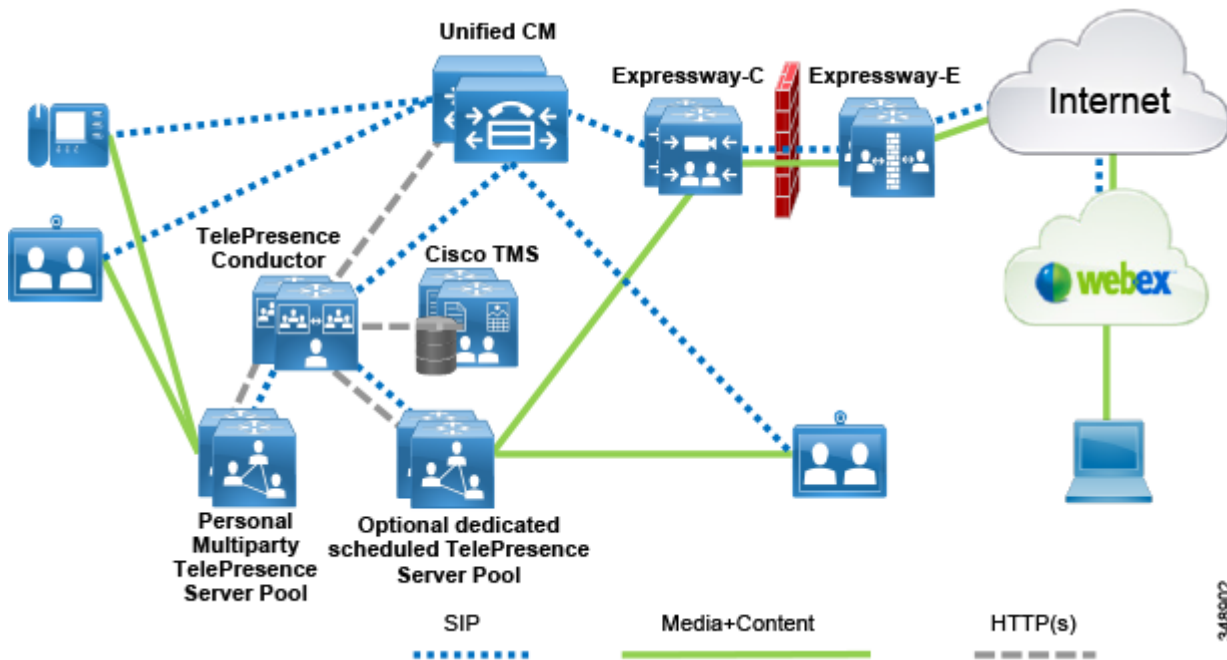 Unified CM
Expressway-C
Expressway-E
Internet
TelePresence
Conductor
Cisco TMS
webex
Personal
Multiparty
TelePresence
Server Pool
Optional dedicated
scheduled TelePresence
Server Pool
SIP
Media+Content
HTTP(s)
348902